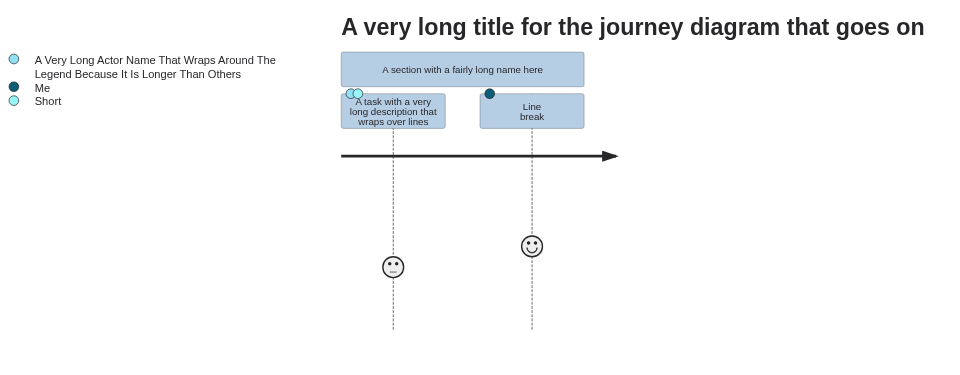 A very long title for the journey diagram that goes on
A Very Long Actor Name That Wraps Around The
Legend Because It Is Longer Than Others
Me
Short
A section with a fairly long name here
A task with a very
long description that
wraps over lines
Line
break